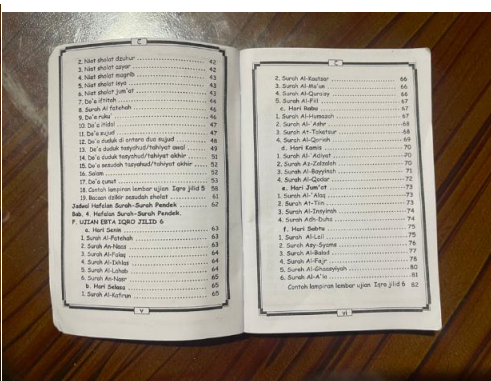 2. Niat sholat dzuhur 42
3. Niat sholat asyar 42
4. Niat sholat magrib 43
5. Niat sholat isya 43
6. Niat sholat jum'at 43
7. Do'a iftitah 44
8. Surah Al fatehah 46
9. Do'a ruku' 46
10. Do'a i'tidal 47
11. Do'a sujud 47
12. Do'a duduk di antara dua sujud 48
13. Do'a duduk tasyahud/tahiyat awal 49
14. Do'a duduk tasyahud/tahiyat akhir 51
15. Do'a sesudah tasyahud/tahiyat akhir 52
16. Salam 52
17. Do'a qunut 53
18. Contoh lampiran lembar ujian Iqro jilid 5 58
19. Bacaan dzikir sesudah sholat 61
Jadwal Hafalan Surah-Surah Pendek 62
Bab. 4. Hafalan Surah-Surah Pendek.
F. UJIAN EBTA IQRO JILID 6
a. Hari Senin 63
1. Surah Al-Fatehah 63
2. Surah An-Naas 63
3. Surah Al-Falaq 64
4. Surah Al-Ikhlas 64
5. Surah Al-Lahab 64
6. Surah An-Nasr 65
b. Hari Selasa 65
1. Surah Al-Kafirun 65
v
2. Surah Al-Kautsar 66
3. Surah Al-Ma'un 66
4. Surah Al-Quraisy 66
5. Surah Al-Fiil 67
c. Hari Rabu 67
1. Surah Al-Humazah 67
2. Surah Al-'Ashr 68
3. Surah At-Takatsur 68
4. Surah Al-Qoriah 69
d. Hari Kamis 70
1. Surah Al-'Adiyat 70
2. Surah Az-Zalzalah 70
3. Surah Al-Bayyinah 71
4. Surah Al-Qodar 72
e. Hari Jum'at 73
1. Surah Al-'Alaq 73
2. Surah At-Tiin 73
3. Surah Al-Insyirah 74
4. Surah Adh-Duha 74
f. Hari Sabtu 75
1. Surah Al-Lail 75
2. Surah Asy-Syams 76
3. Surah Al-Balad 77
4. Surah Al-Fajr 78
5. Surah Al-Ghaasyiyah 80
6. Surah Al-A'la 81
Contoh lampiran lembar ujian Iqro jilid 6 82
vi